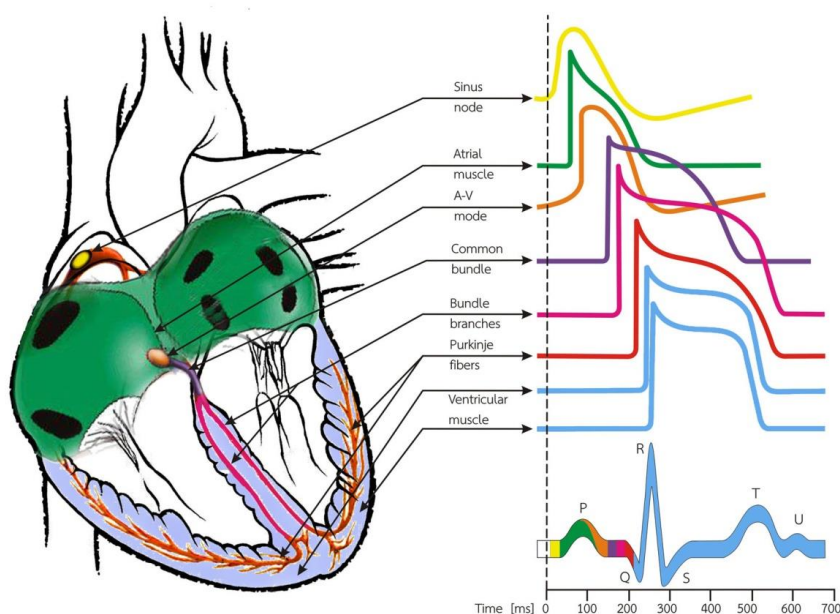 Sinus
node
Atrial
muscle
A-V
mode
Common
bundle
Bundle
branches
Purkinje
fibers
Ventricular
muscle
R
P
T
U
Q
S
Time [ms] 0 100 200 300 400 500 600 700